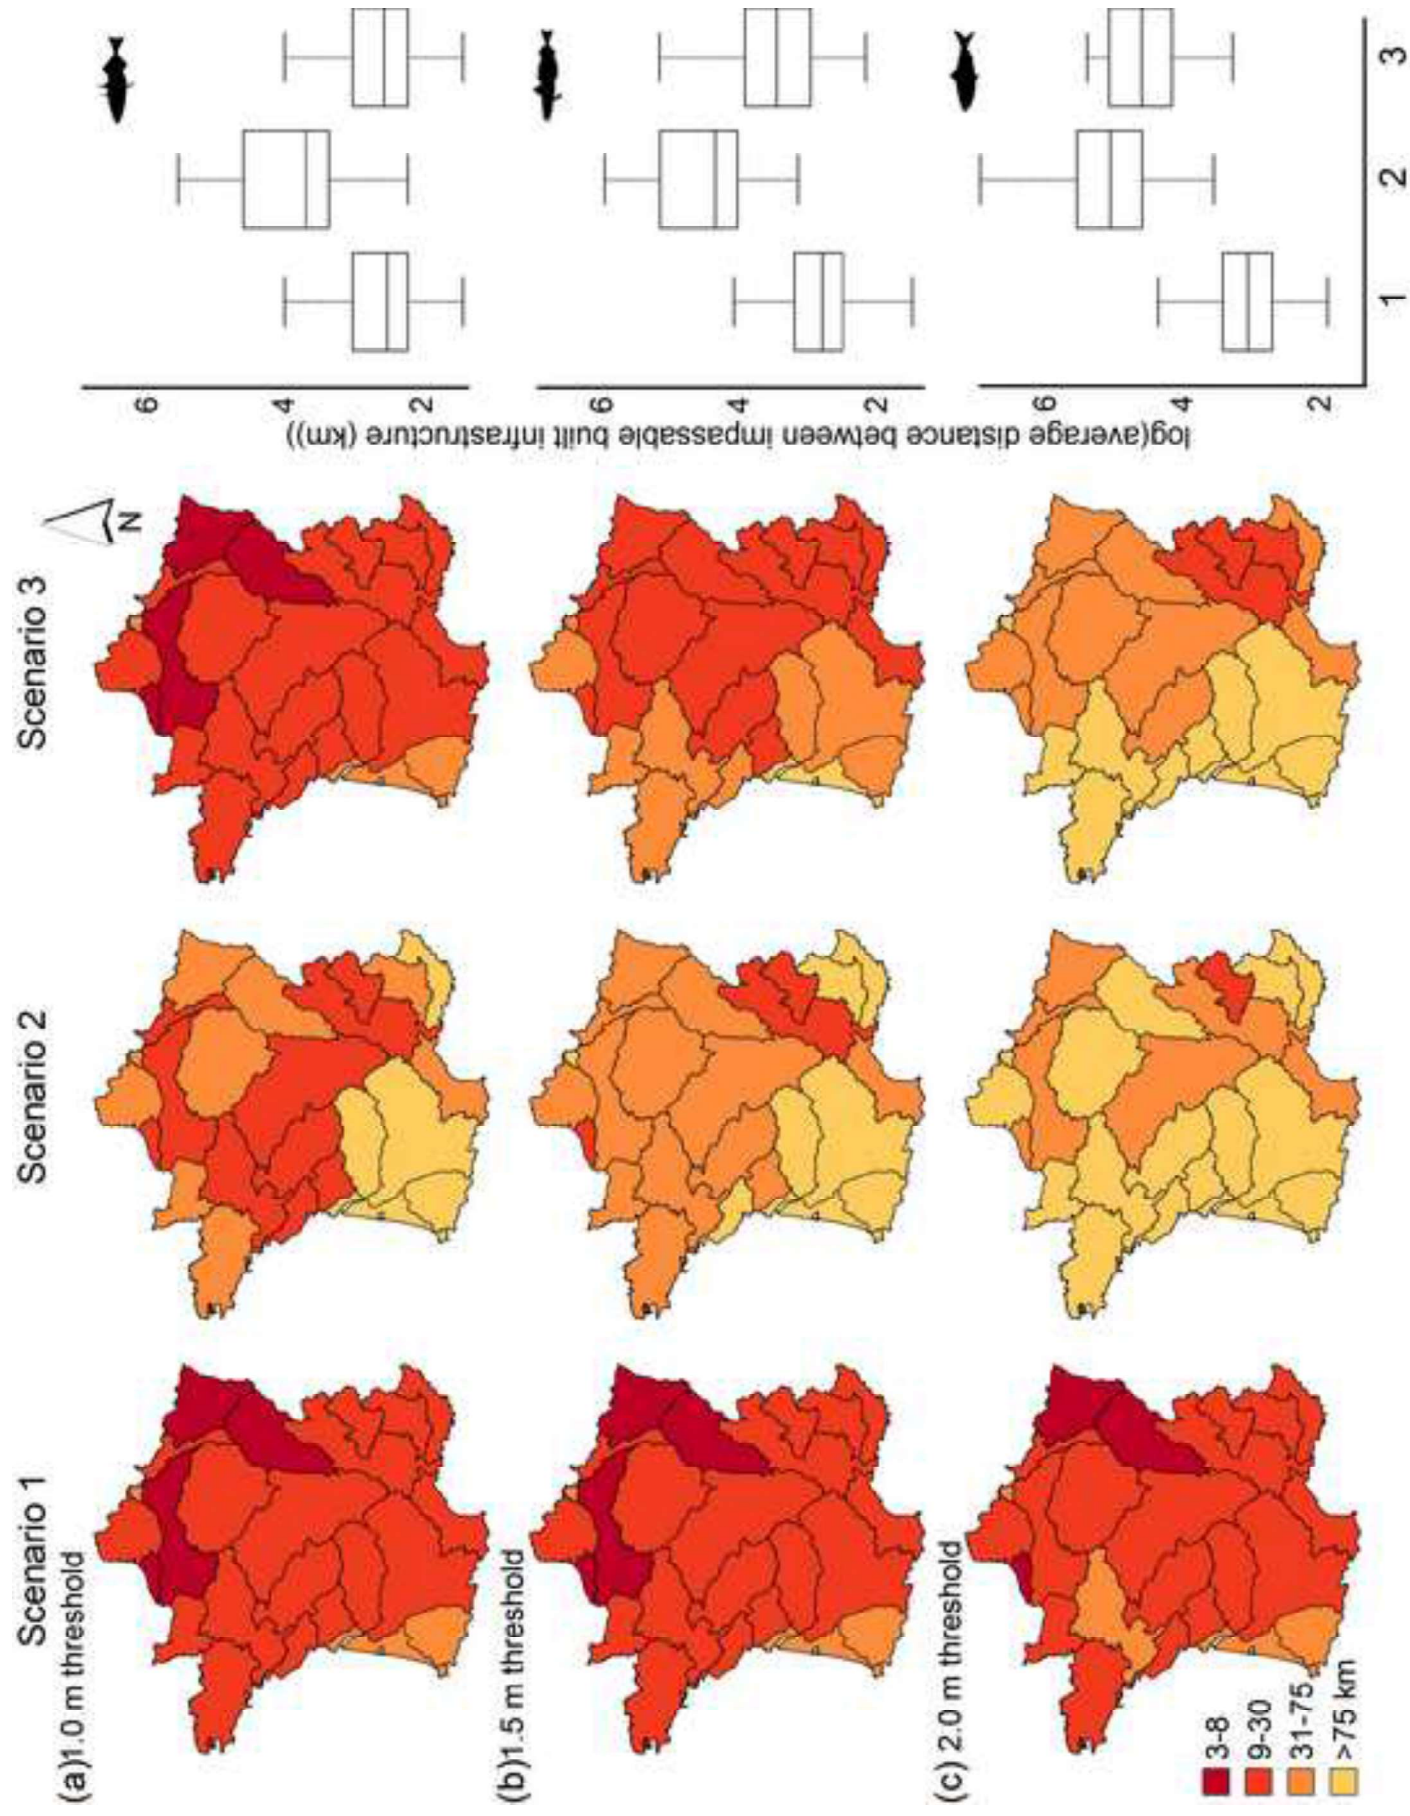 Scenario 1
Scenario 2
Scenario 3
(a)1.0 m threshold
N
6
4
2
(b)1.5 m threshold
6
4
2
log(average distance between impassable built infrastructure (km))
(c) 2.0 m threshold
6
4
2
3-8
9-30
31-75
>75 km
1
2
3